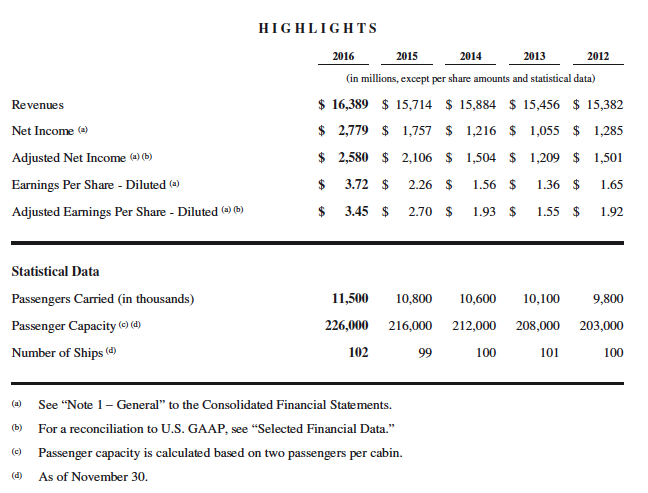 HIGHLIGHTS
2016 2015 2014 2013 2012
(in millions, except per share amounts and statistical data)
Revenues $ 16,389 $ 15,714 $ 15,884 $ 15,456 $ 15,382
Net Income (a) $ 2,779 $ 1,757 $ 1,216 $ 1,055 $ 1,285
Adjusted Net Income (a) (b) $ 2,580 $ 2,106 $ 1,504 $ 1,209 $ 1,501
Earnings Per Share - Diluted (a) $ 3.72 $ 2.26 $ 1.56 $ 1.36 $ 1.65
Adjusted Earnings Per Share - Diluted (a) (b) $ 3.45 $ 2.70 $ 1.93 $ 1.55 $ 1.92
Statistical Data
Passengers Carried (in thousands) 11,500 10,800 10,600 10,100 9,800
Passenger Capacity (c) (d) 226,000 216,000 212,000 208,000 203,000
Number of Ships (d) 102 99 100 101 100
(a) See “Note 1 – General” to the Consolidated Financial Statements.
(b) For a reconciliation to U.S. GAAP, see “Selected Financial Data.”
(c) Passenger capacity is calculated based on two passengers per cabin.
(d) As of November 30.